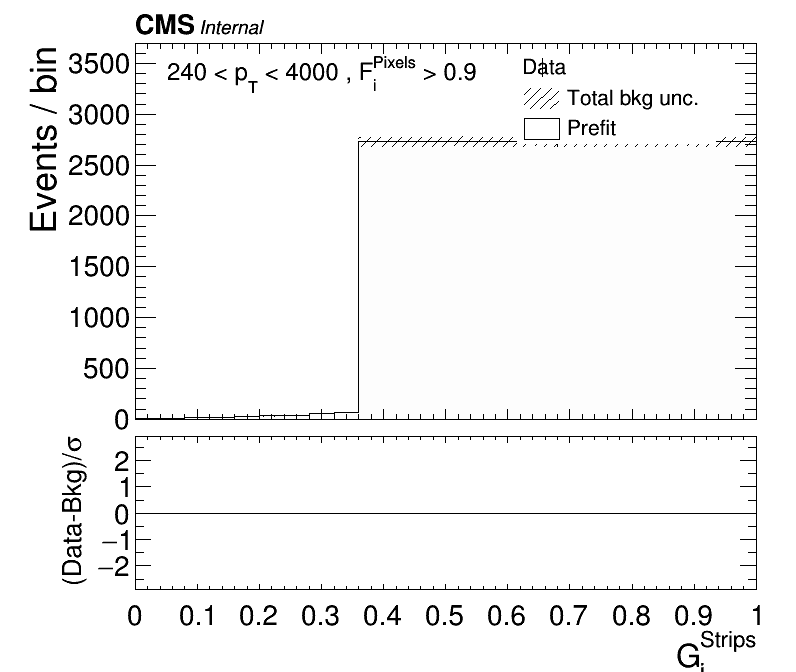 CMS Internal
240 < p_T < 4000 , F_i^Pixels > 0.9
Data
Total bkg unc.
Prefit
Events / bin
3500
3000
2500
2000
1500
1000
500
0
(Data-Bkg)/σ
2
1
0
−1
−2
0 0.1 0.2 0.3 0.4 0.5 0.6 0.7 0.8 0.9 1
G_i^Strips